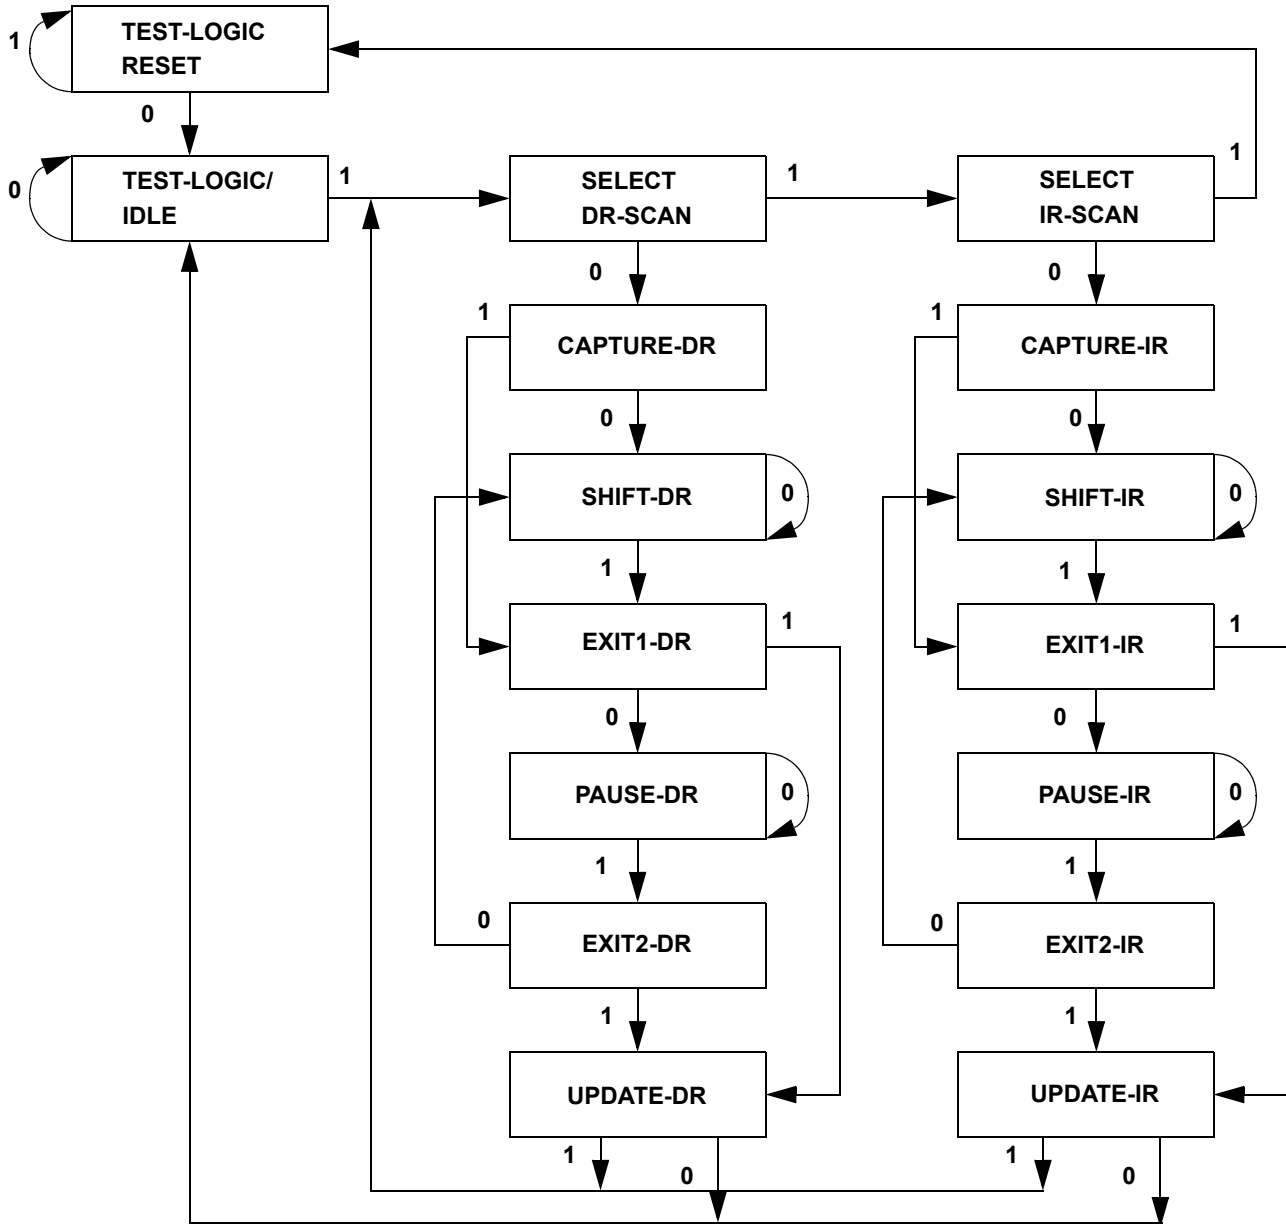 TEST-LOGIC
RESET
1
0
TEST-LOGIC/
IDLE
0
1
SELECT
DR-SCAN
1
SELECT
IR-SCAN
1
0
0
1
CAPTURE-DR
1
CAPTURE-IR
0
0
SHIFT-DR
0
SHIFT-IR
0
1
1
EXIT1-DR
1
EXIT1-IR
1
0
0
PAUSE-DR
0
PAUSE-IR
0
1
1
0
EXIT2-DR
0
EXIT2-IR
1
1
UPDATE-DR
UPDATE-IR
1
0
1
0